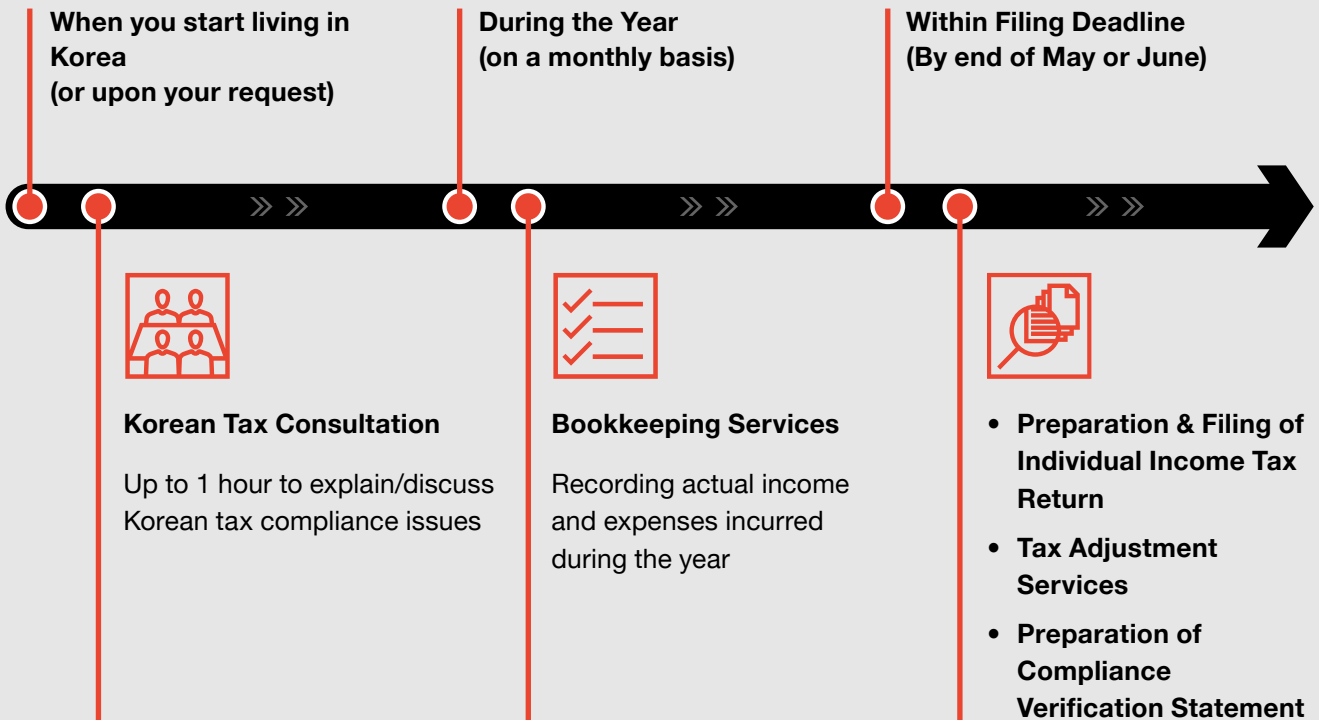 When you start living in
Korea
(or upon your request)
During the Year
(on a monthly basis)
Within Filing Deadline
(By end of May or June)
Korean Tax Consultation
Up to 1 hour to explain/discuss
Korean tax compliance issues
Bookkeeping Services
Recording actual income
and expenses incurred
during the year
• Preparation & Filing of
Individual Income Tax
Return
• Tax Adjustment
Services
• Preparation of
Compliance
Verification Statement